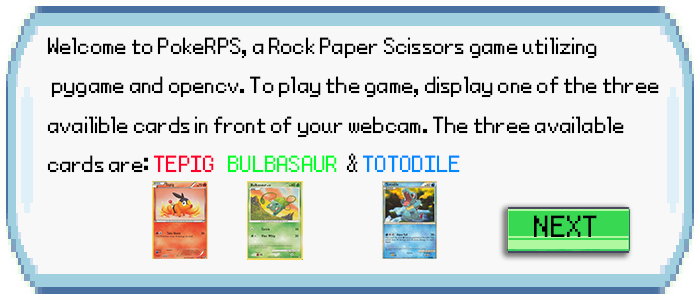 Welcome to PokeRPS, a Rock Paper Scissors game utilizing
pygame and opencv. To play the game, display one of the three
availible cards in front of your webcam. The three available
cards are: TEPIG BULBASAUR & TOTODILE
NEXT